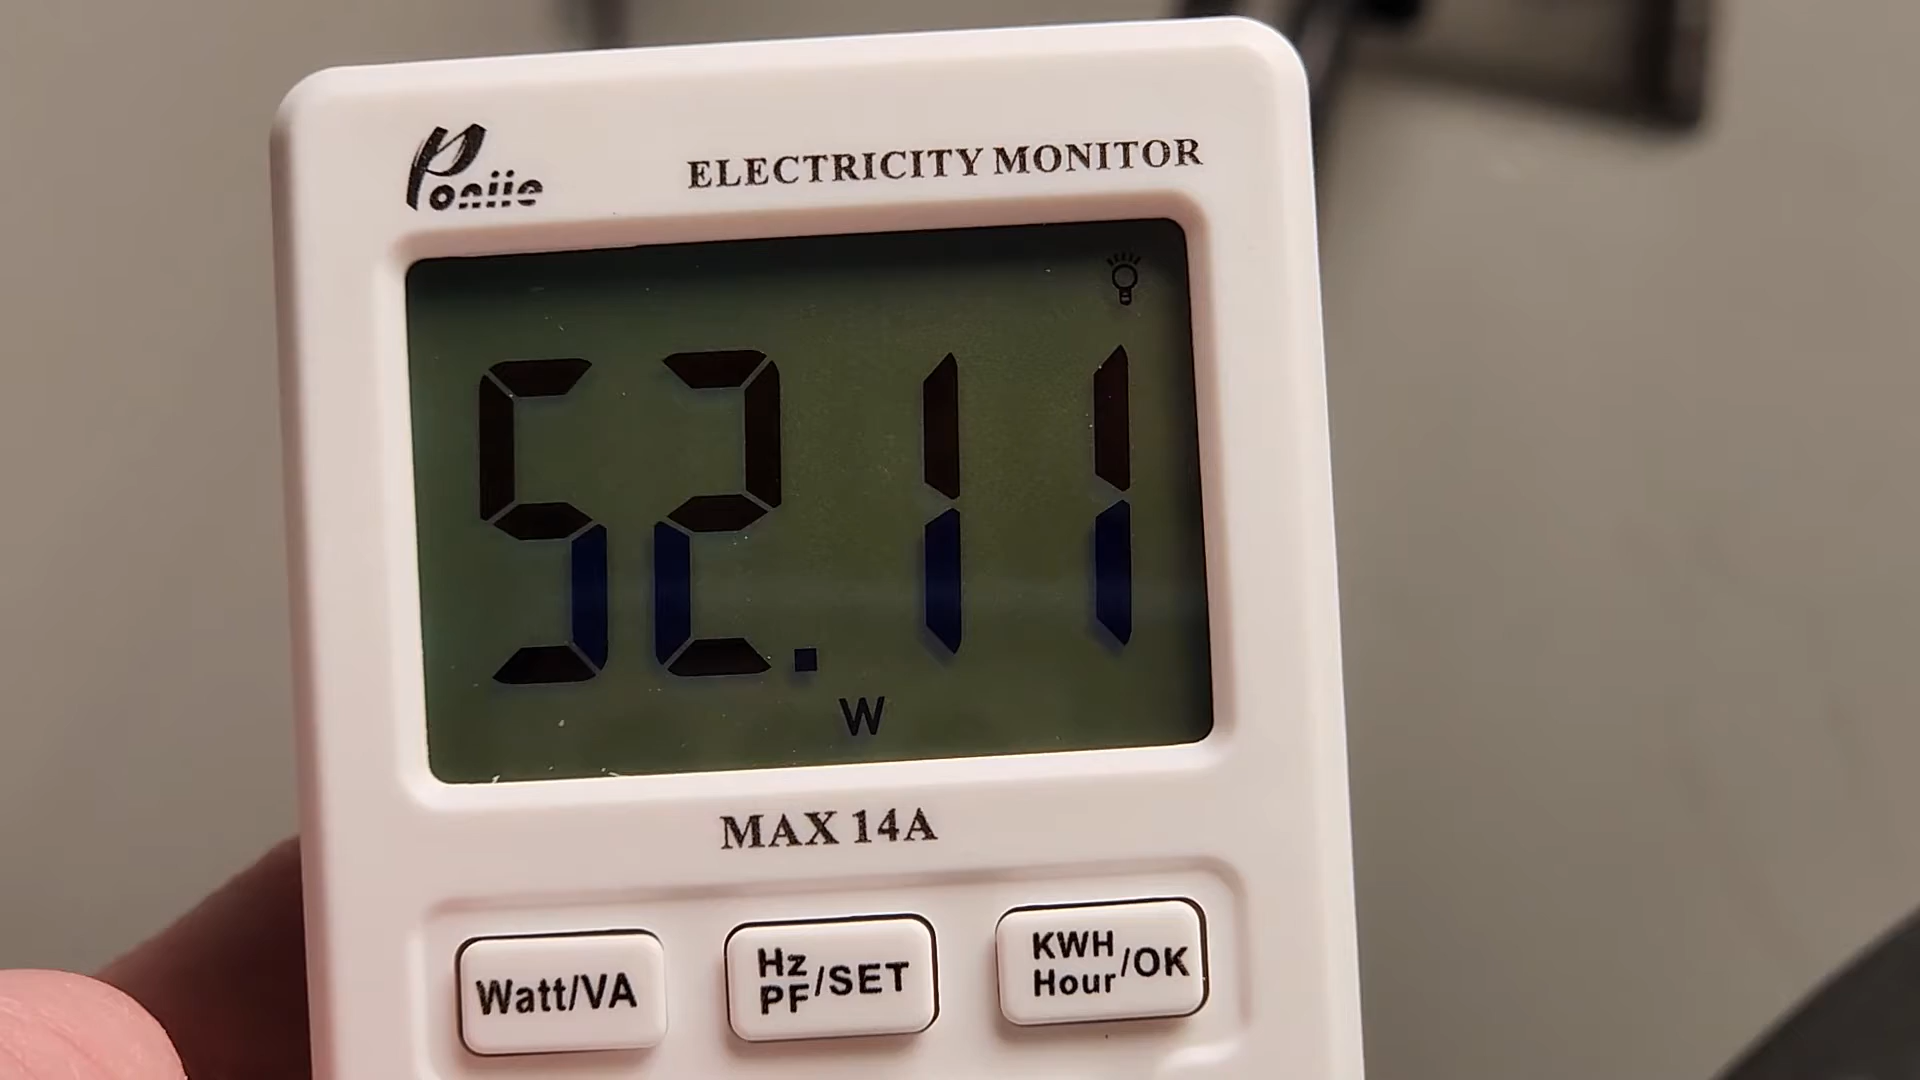 Poniie
ELECTRICITY MONITOR
52.11
W
MAX 14A
Watt/VA
Hz
PF/SET
KWH
Hour/OK